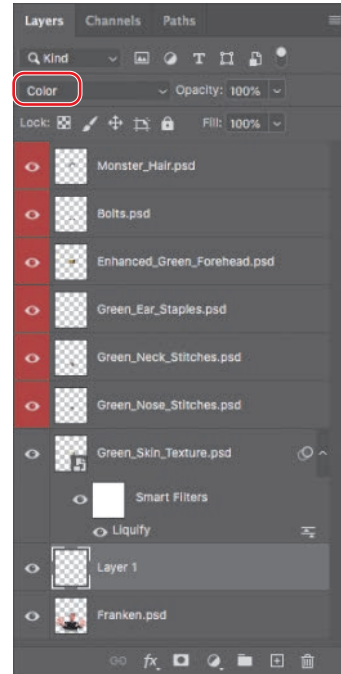 Layers Channels Paths
Kind T
Color Opacity: 100%
Lock: Fill: 100%
Monster_Hair.psd
Bolts.psd
Enhanced_Green_Forehead.psd
Green_Ear_Staples.psd
Green_Neck_Stitches.psd
Green_Nose_Stitches.psd
Green_Skin_Texture.psd
Smart Filters
Liquify
Layer 1
Franken.psd
fx